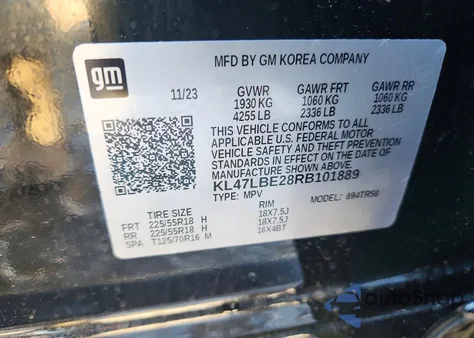 gm
MFD BY GM KOREA COMPANY
11/23 GVWR GAWR FRT GAWR RR
1930 KG 1060 KG 1060 KG
4255 LB 2336 LB 2336 LB
THIS VEHICLE CONFORMS TO ALL
APPLICABLE U.S. FEDERAL MOTOR
VEHICLE SAFETY AND THEFT PREVENTION
STANDARDS IN EFFECT ON THE DATE OF
MANUFACTURE SHOWN ABOVE.
KL47LBE28RB101889
TYPE: MPV MODEL: 894TR58
TIRE SIZE RIM
FRT 225/55R18 H 18X7.5J
RR 225/55R18 H 18X7.5J
SPA T125/70R16 M 16X4BT
autoSnap